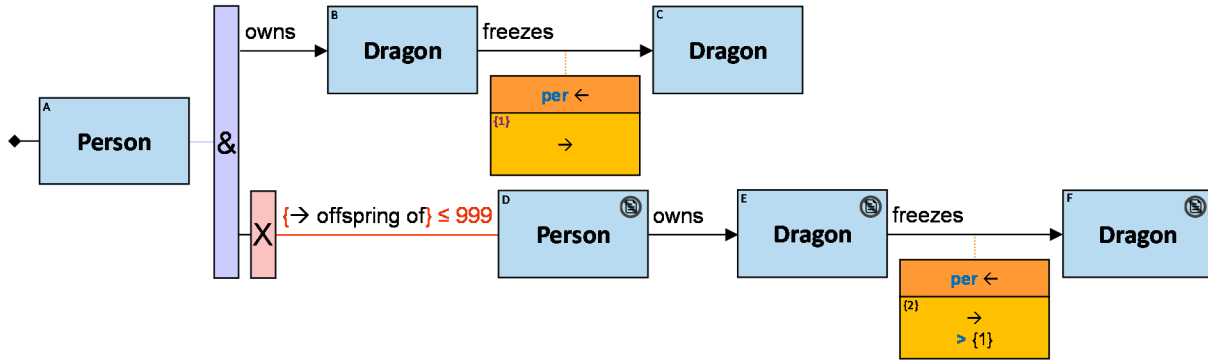 A
Person
&
owns
B
Dragon
freezes
C
Dragon
per ←
{1}
→
X
{→ offspring of} ≤ 999
D
Person
owns
E
Dragon
freezes
F
Dragon
per ←
{2}
→
> {1}